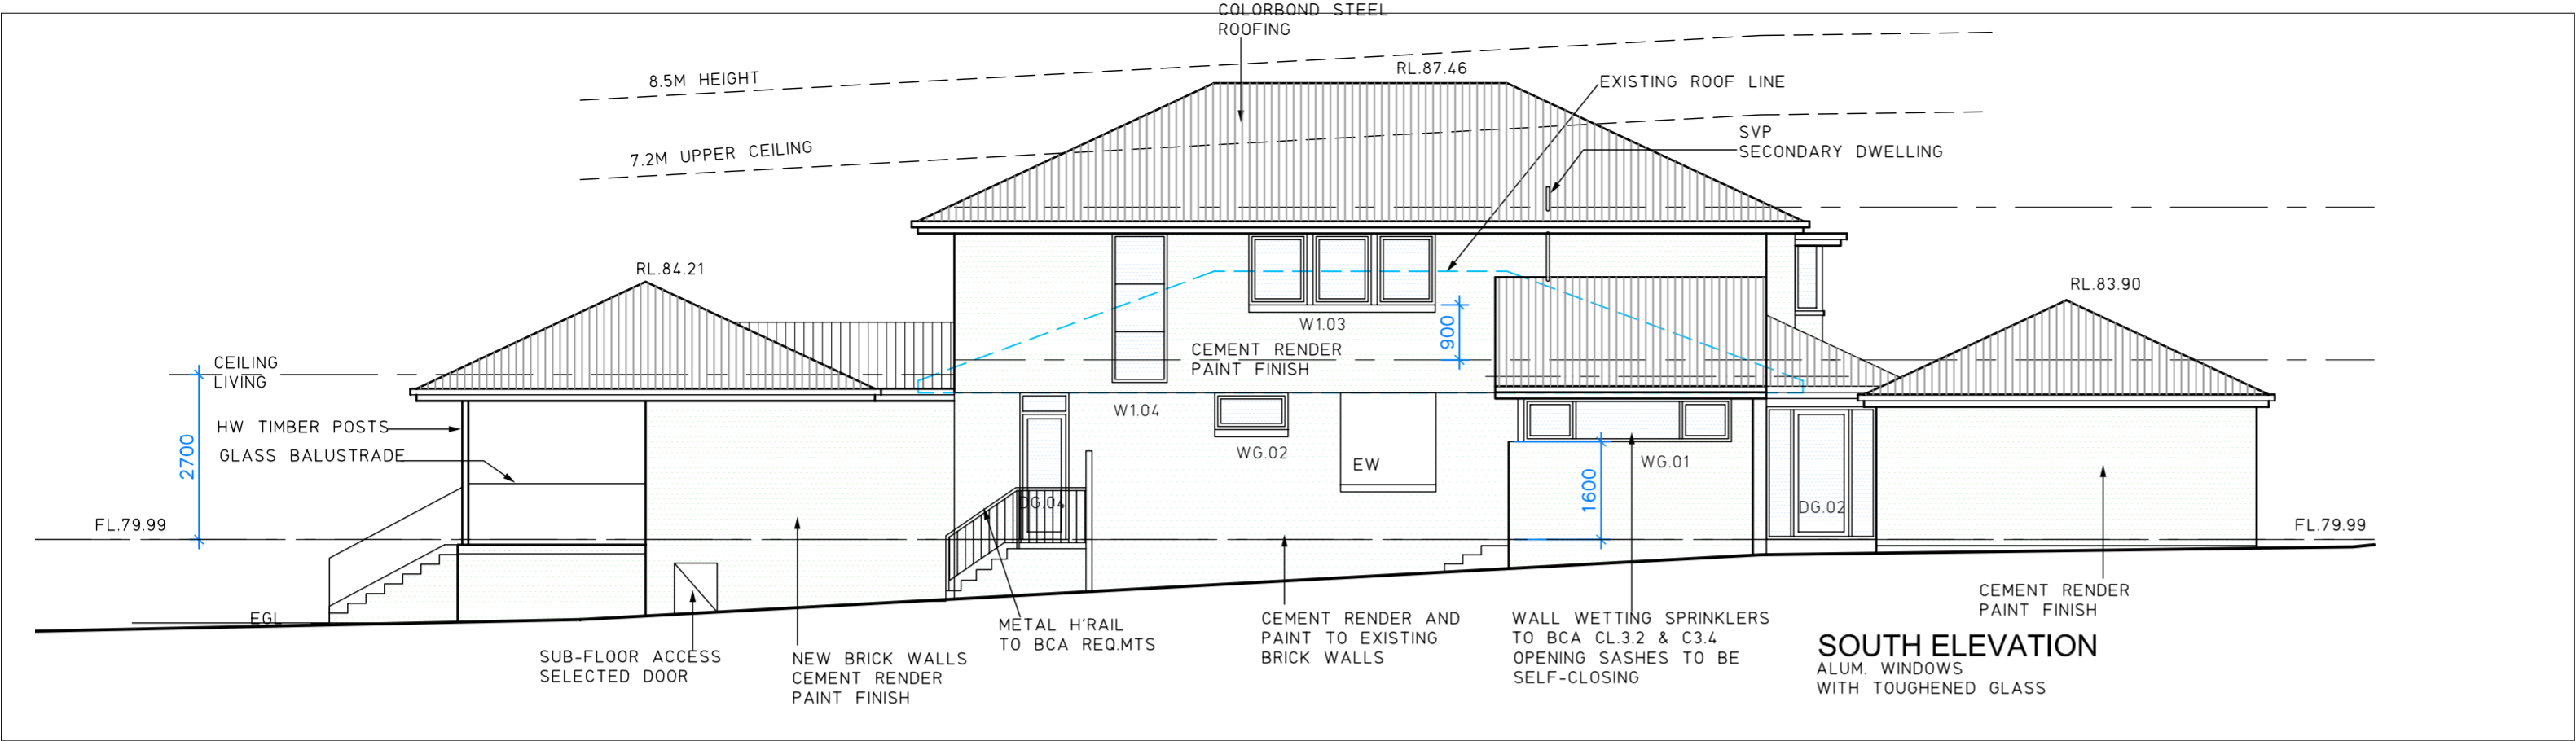 COLORBOND STEEL
ROOFING
8.5M HEIGHT
RL.87.46
EXISTING ROOF LINE
7.2M UPPER CEILING
SVP
SECONDARY DWELLING
RL.84.21
RL.83.90
W1.03
900
CEMENT RENDER
PAINT FINISH
CEILING
LIVING
W1.04
HW TIMBER POSTS
GLASS BALUSTRADE
2700
WG.02
EW
WG.01
1600
DG.04
DG.02
FL.79.99
FL.79.99
EGL
SUB-FLOOR ACCESS
SELECTED DOOR
NEW BRICK WALLS
CEMENT RENDER
PAINT FINISH
METAL H'RAIL
TO BCA REQ.MTS
CEMENT RENDER AND
PAINT TO EXISTING
BRICK WALLS
WALL WETTING SPRINKLERS
TO BCA CL.3.2 & C3.4
OPENING SASHES TO BE
SELF-CLOSING
CEMENT RENDER
PAINT FINISH
SOUTH ELEVATION
ALUM. WINDOWS
WITH TOUGHENED GLASS